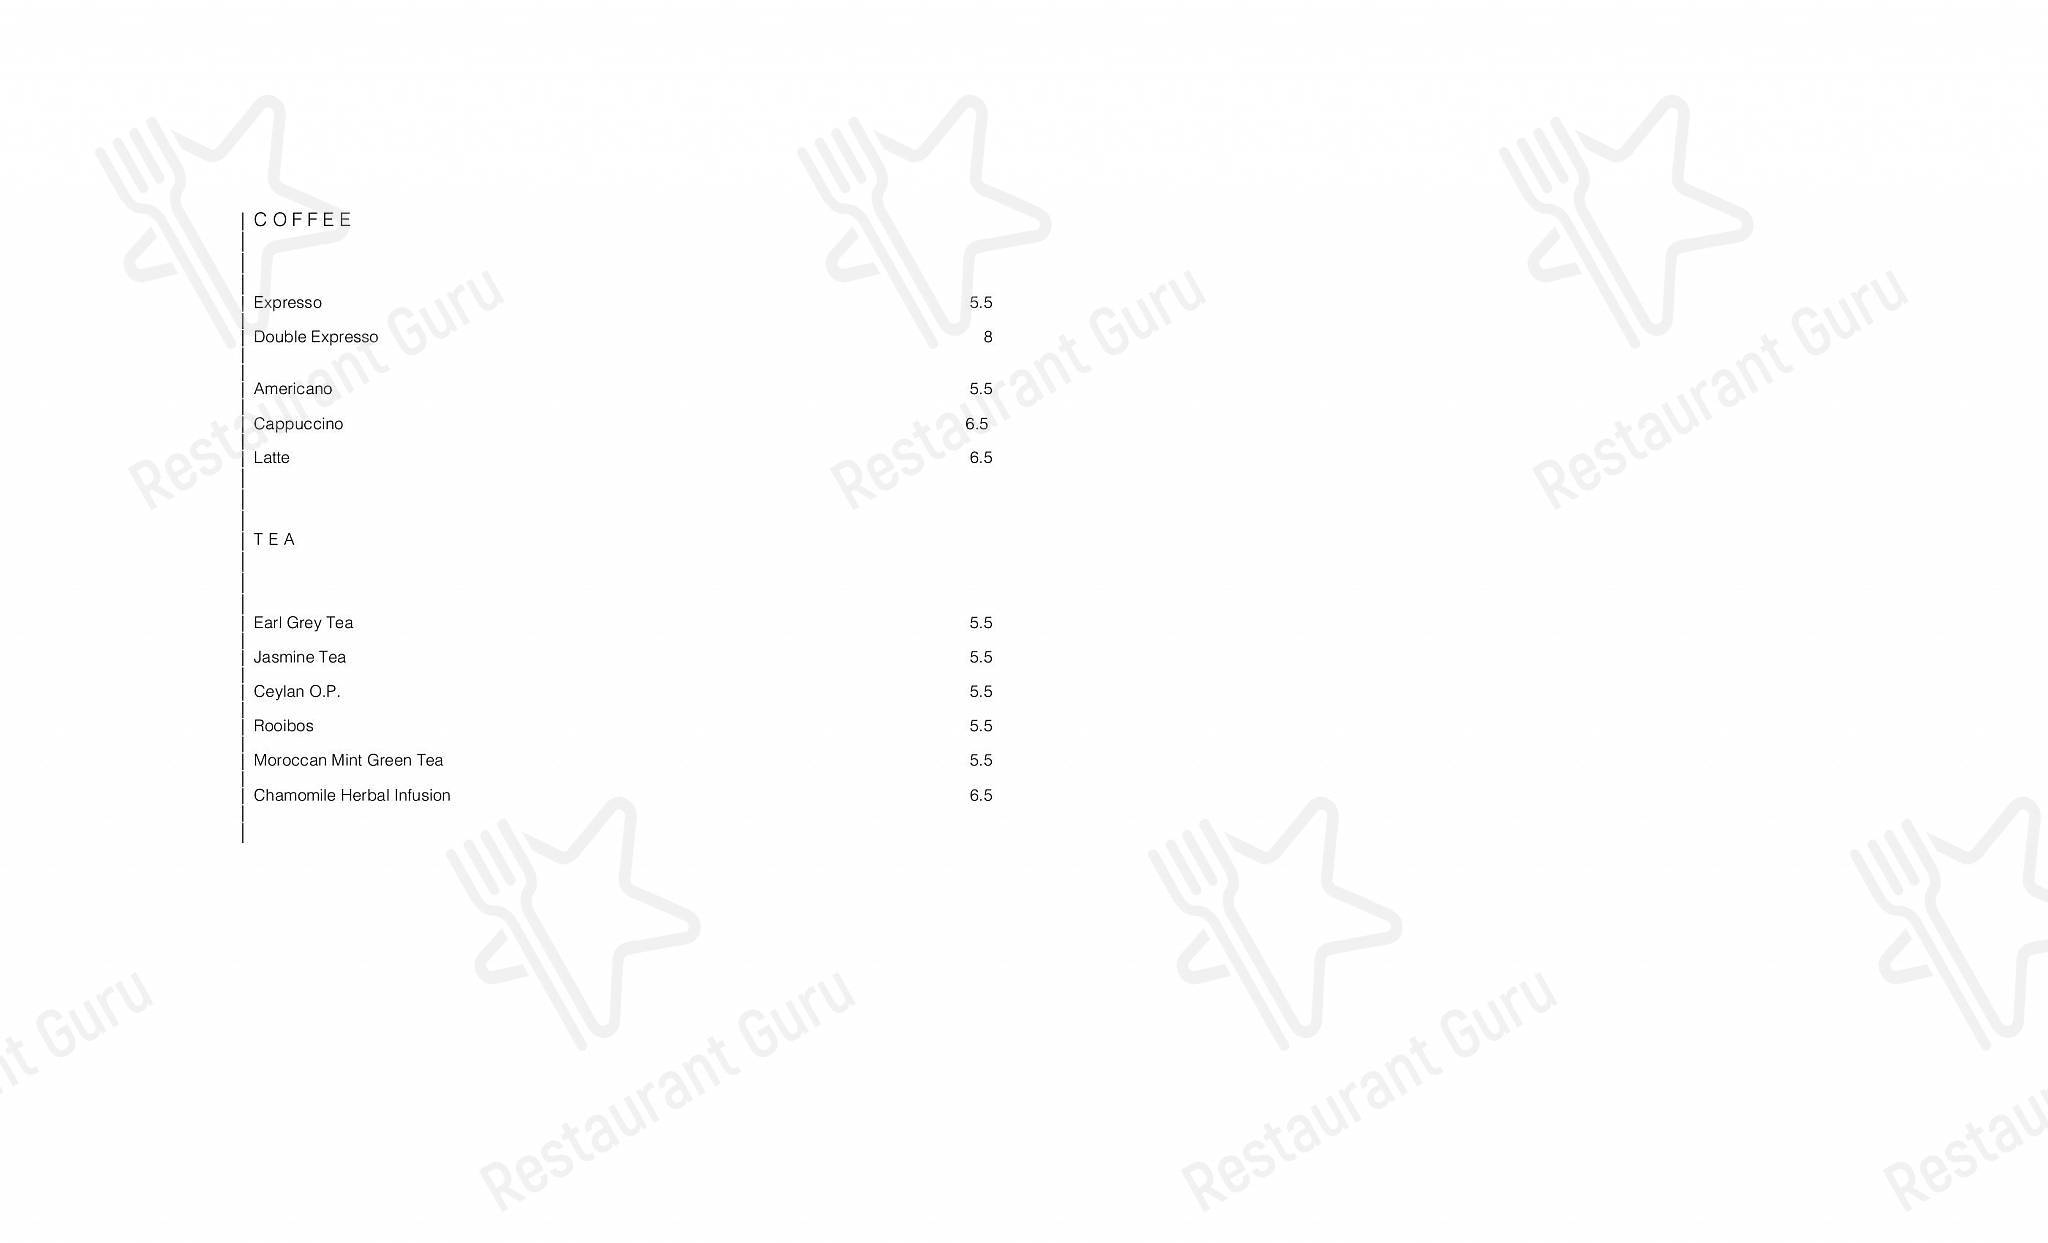 COFFEE
Expresso 5.5
Double Expresso 8
Americano 5.5
Cappuccino 6.5
Latte 6.5
TEA
Earl Grey Tea 5.5
Jasmine Tea 5.5
Ceylan O.P. 5.5
Rooibos 5.5
Moroccan Mint Green Tea 5.5
Chamomile Herbal Infusion 6.5
Restaurant Guru
Restaurant Guru
Restaurant Guru
Guru
Restaurant Guru
Restaurant Guru